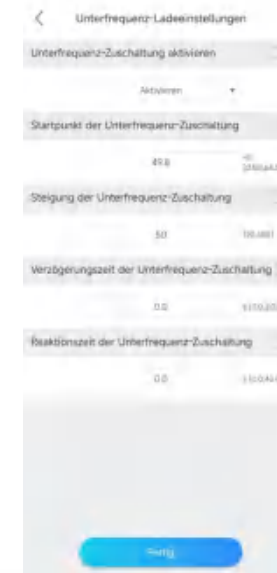 Unterfrequenz-Ladeeinstellungen
Unterfrequenz-Zuschaltung aktivieren
Aktivieren
Startpunkt der Unterfrequenz-Zuschaltung
49.8
Steigung der Unterfrequenz-Zuschaltung
50
Verzögerungszeit der Unterfrequenz-Zuschaltung
0.0
Reaktionszeit der Unterfrequenz-Zuschaltung
0.0
Fertig